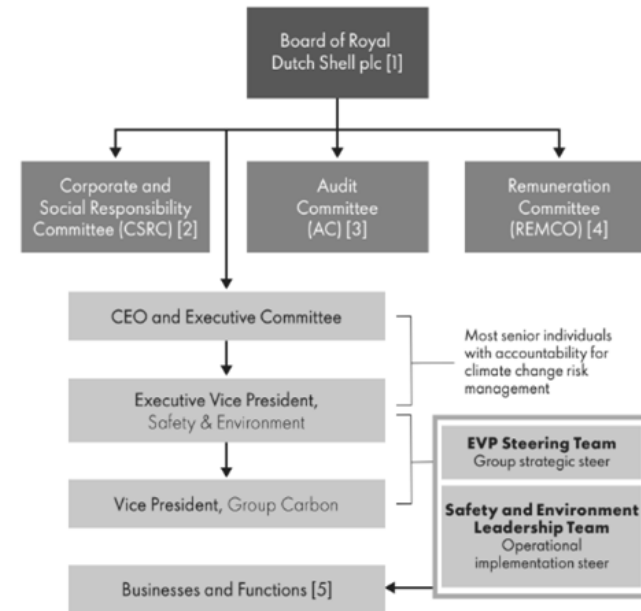 Board of Royal
Dutch Shell plc [1]
Corporate and
Social Responsibility
Committee (CSRC) [2]
Audit
Committee
(AC) [3]
Remuneration
Committee
(REMCO) [4]
CEO and Executive Committee
Most senior individuals
with accountability for
climate change risk
management
Executive Vice President,
Safety & Environment
EVP Steering Team
Group strategic steer
Vice President, Group Carbon
Safety and Environment
Leadership Team
Operational
implementation steer
Businesses and Functions [5]